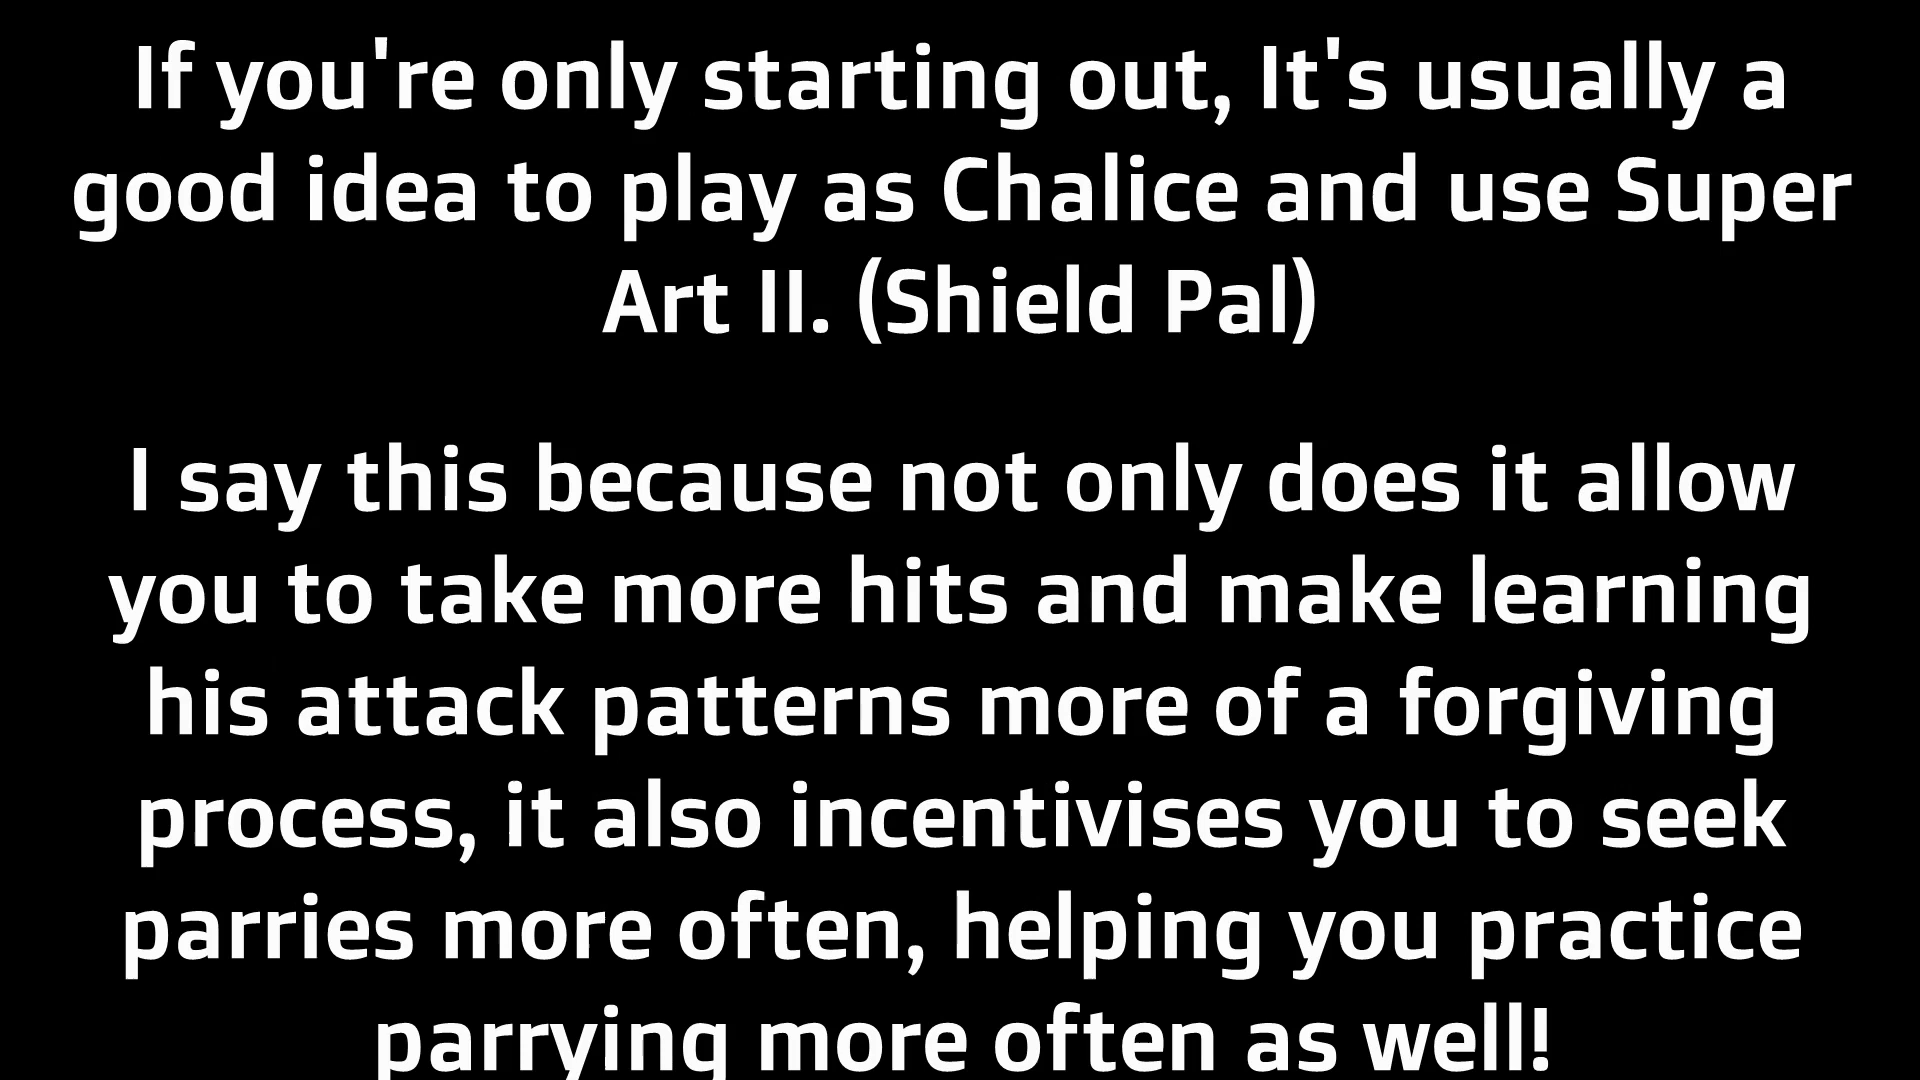 If you're only starting out, It's usually a
good idea to play as Chalice and use Super
Art II. (Shield Pal)
I say this because not only does it allow
you to take more hits and make learning
his attack patterns more of a forgiving
process, it also incentivises you to seek
parries more often, helping you practice
parrying more often as well!